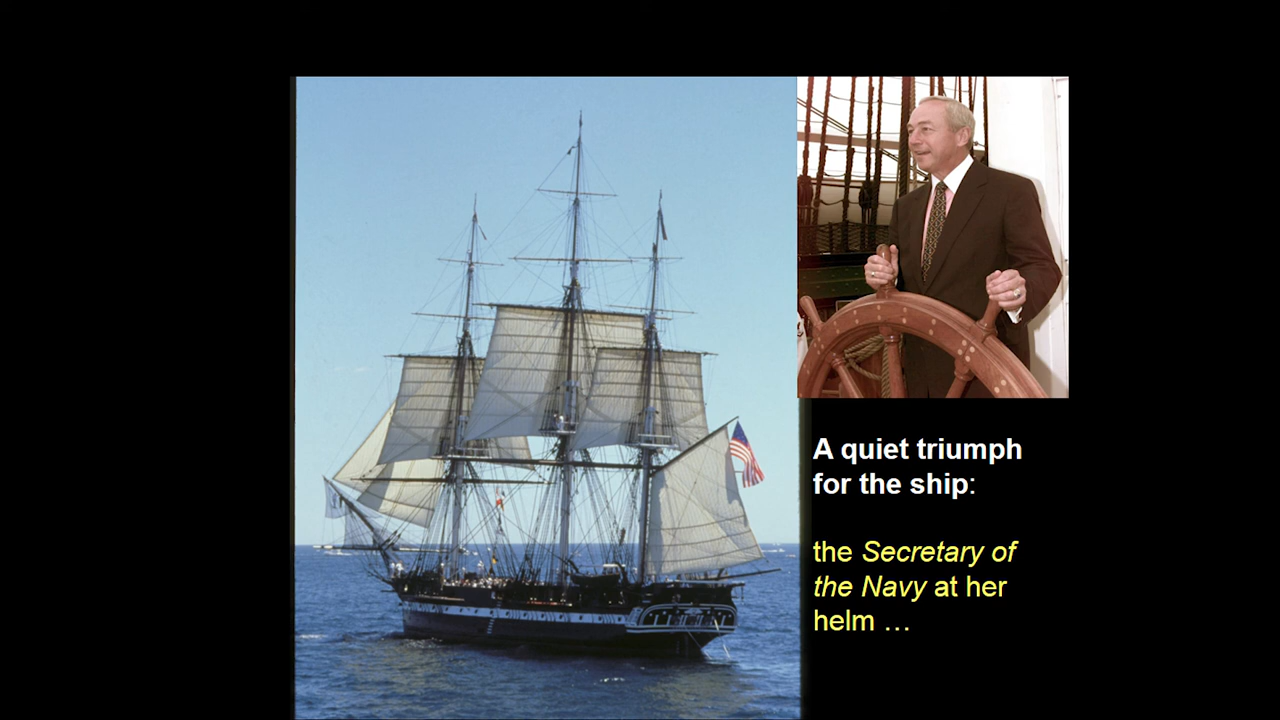 A quiet triumph
for the ship:
the Secretary of
the Navy at her
helm …